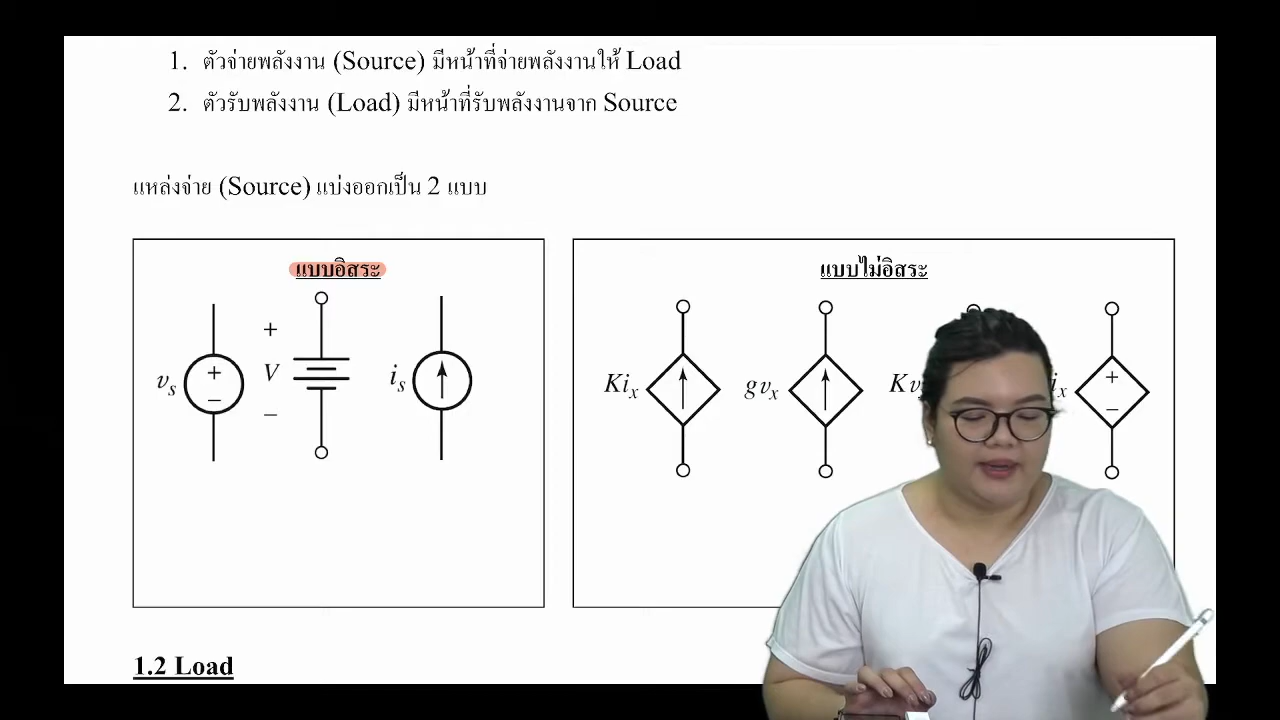 1. ตัวจ่ายพลังงาน (Source) มีหน้าที่จ่ายพลังงานให้ Load
2. ตัวรับพลังงาน (Load) มีหน้าที่รับพลังงานจาก Source
แหล่งจ่าย (Source) แบ่งออกเป็น 2 แบบ
แบบอิสระ
vs + − + V − is
แบบไม่อิสระ
Kix gvx + −
1.2 Load